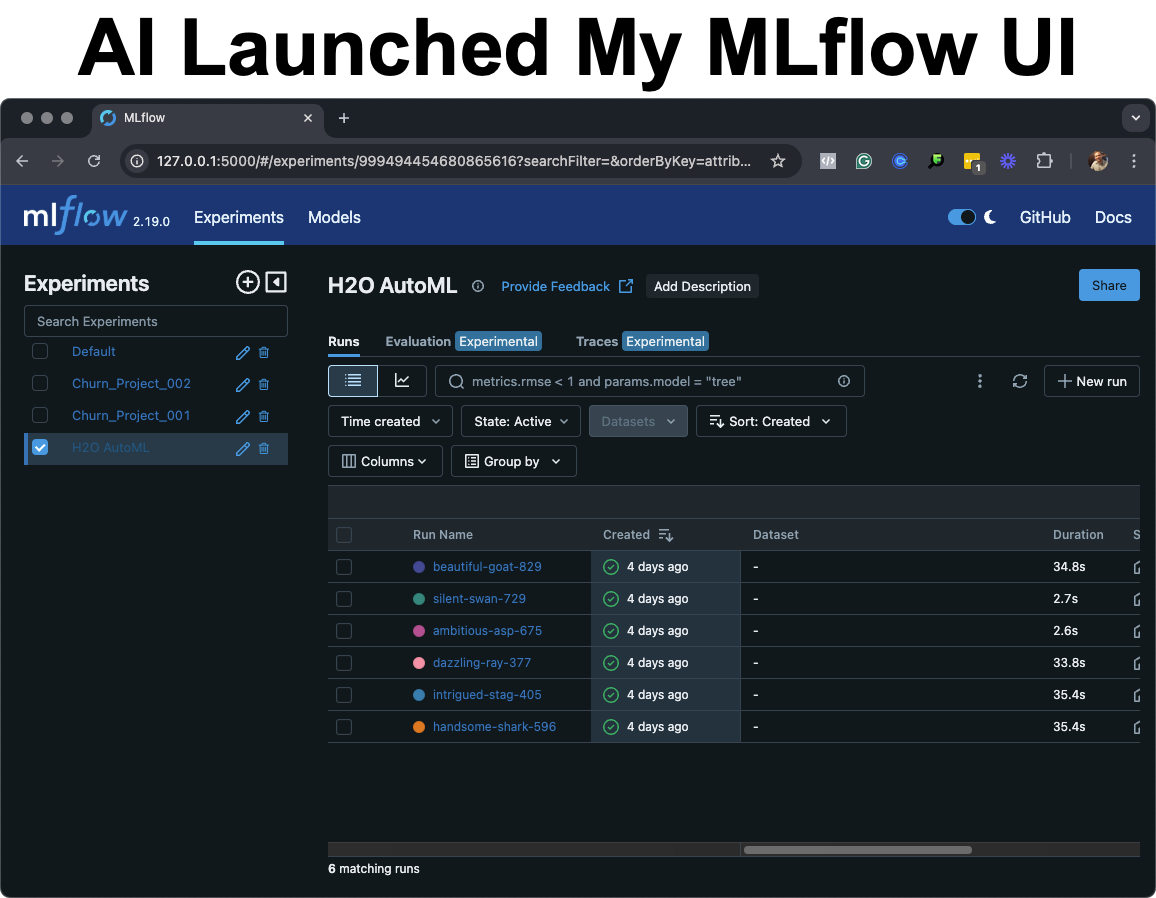 AI Launched My MLflow UI
MLflow
127.0.0.1:5000/#/experiments/999494454680865616?searchFilter=&orderByKey=attrib...
1
mlflow 2.19.0 Experiments Models GitHub Docs
Experiments
Search Experiments
Default
Churn_Project_002
Churn_Project_001
H2O AutoML
H2O AutoML Provide Feedback Add Description Share
Runs Evaluation Experimental Traces Experimental
metrics.rmse < 1 and params.model = "tree" New run
Time created State: Active Datasets Sort: Created
Columns Group by
Run Name Created Dataset Duration S
beautiful-goat-829 4 days ago - 34.8s
silent-swan-729 4 days ago - 2.7s
ambitious-asp-675 4 days ago - 2.6s
dazzling-ray-377 4 days ago - 33.8s
intrigued-stag-405 4 days ago - 35.4s
handsome-shark-596 4 days ago - 35.4s
6 matching runs